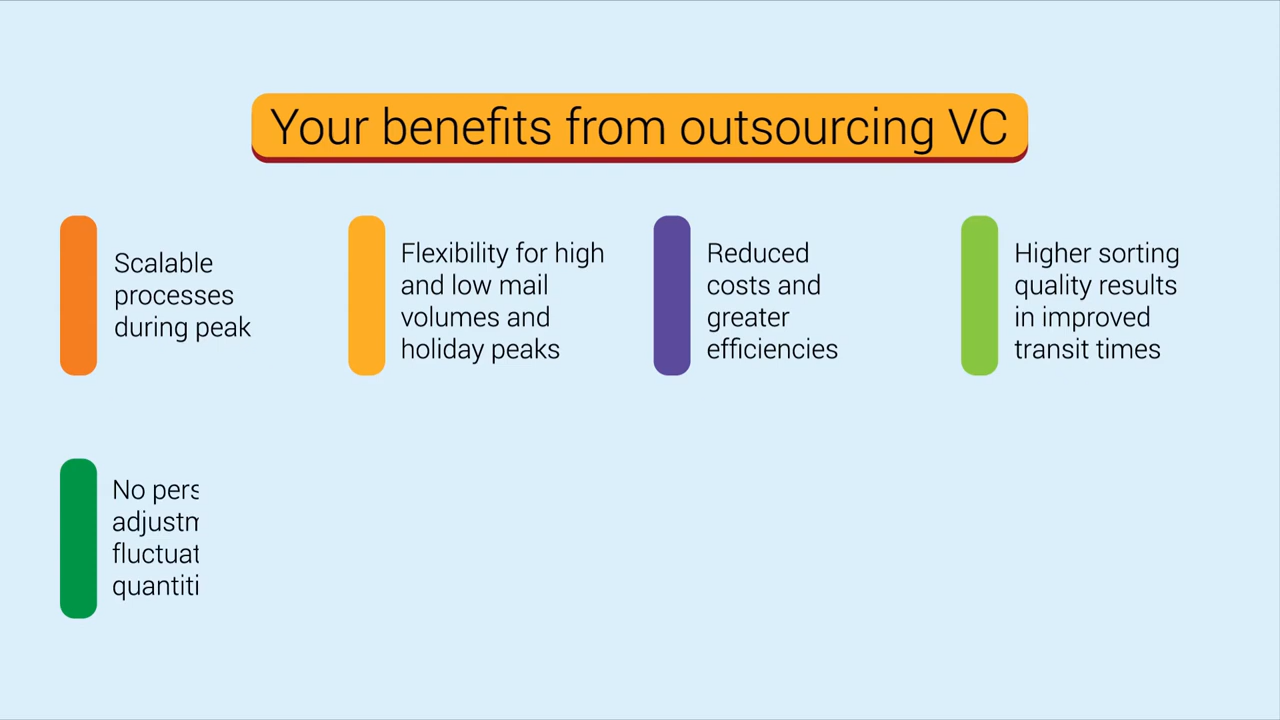 Your benefits from outsourcing VC
Scalable
processes
during peak
Flexibility for high
and low mail
volumes and
holiday peaks
Reduced
costs and
greater
efficiencies
Higher sorting
quality results
in improved
transit times
No